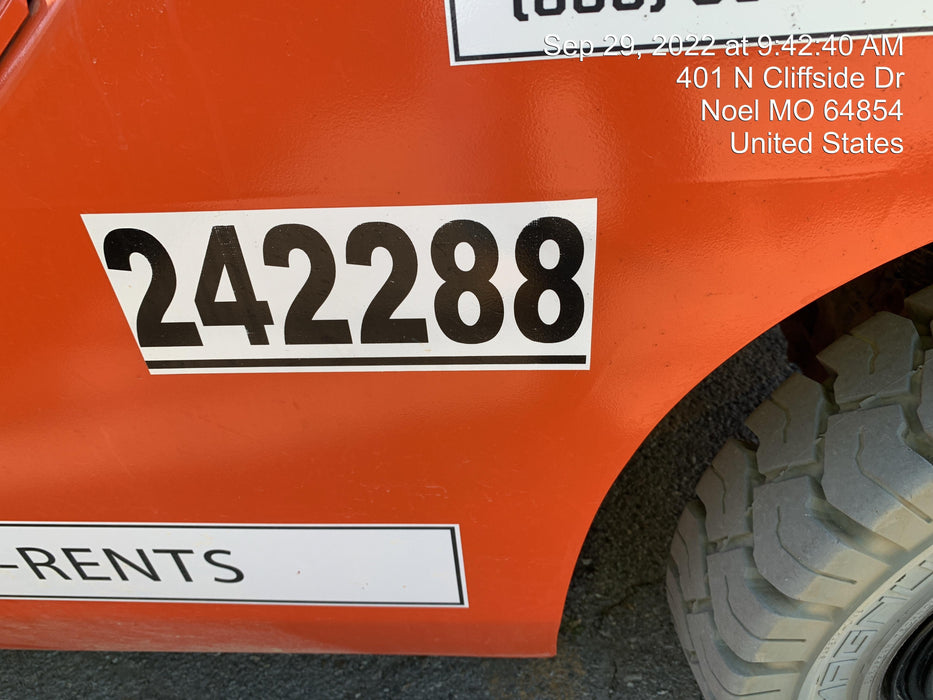 Sep 29, 2022 at 9:42:40 AM
401 N Cliffside Dr
Noel MO 64854
United States
242288
-RENTS